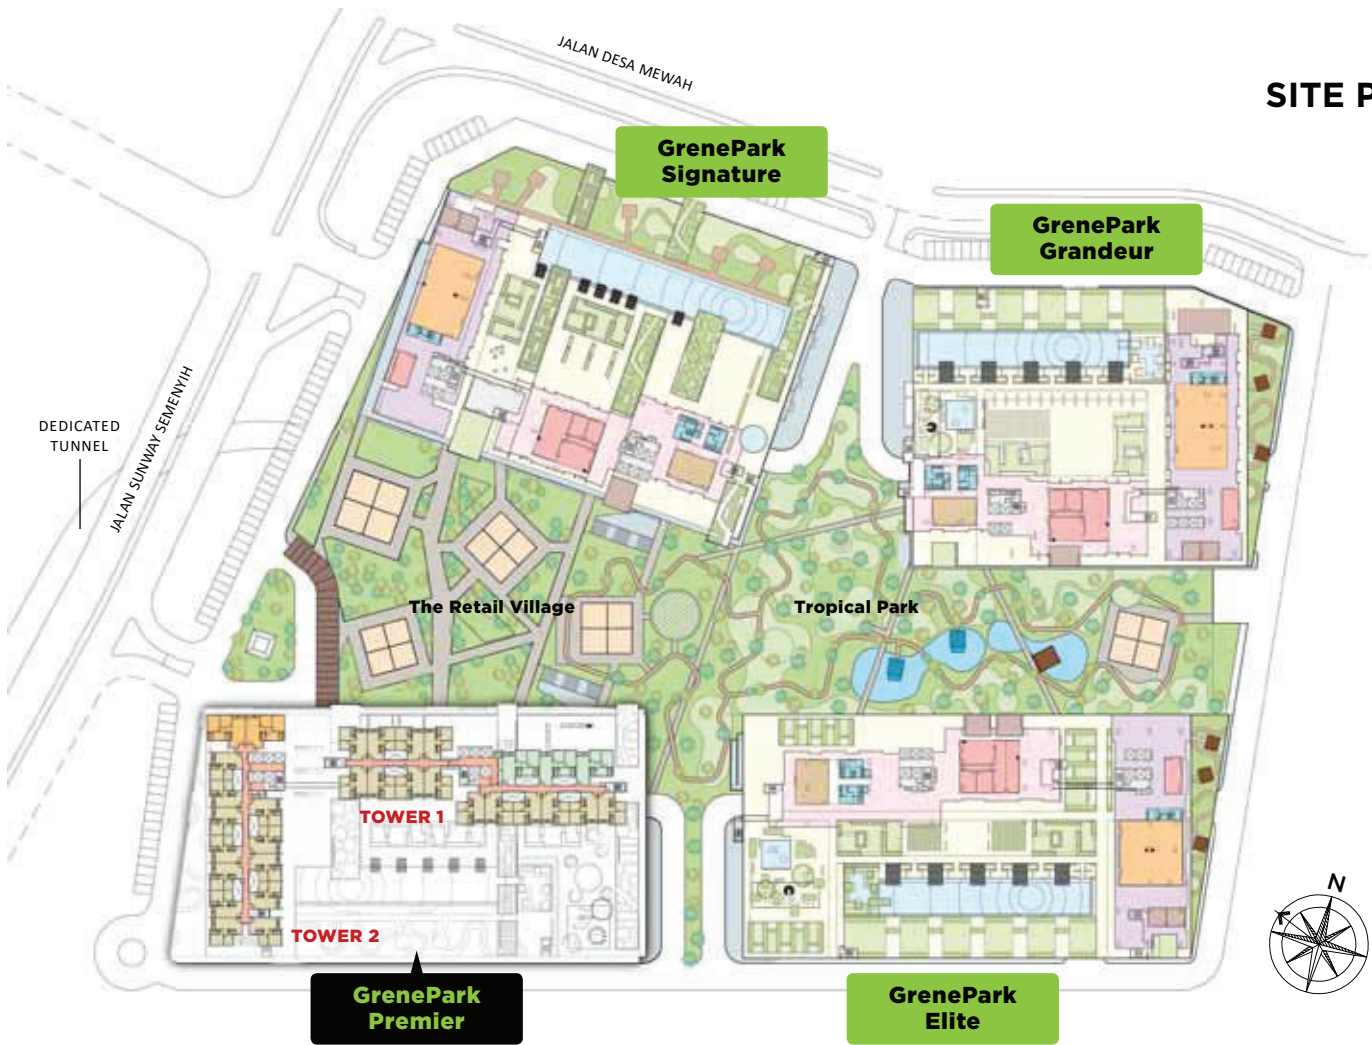 JALAN DESA MEWAH
SITE P
GrenePark
Signature
GrenePark
Grandeur
DEDICATED
TUNNEL
JALAN SUNWAY SEMENYIH
The Retail Village
Tropical Park
TOWER 1
TOWER 2
N
GrenePark
Premier
GrenePark
Elite